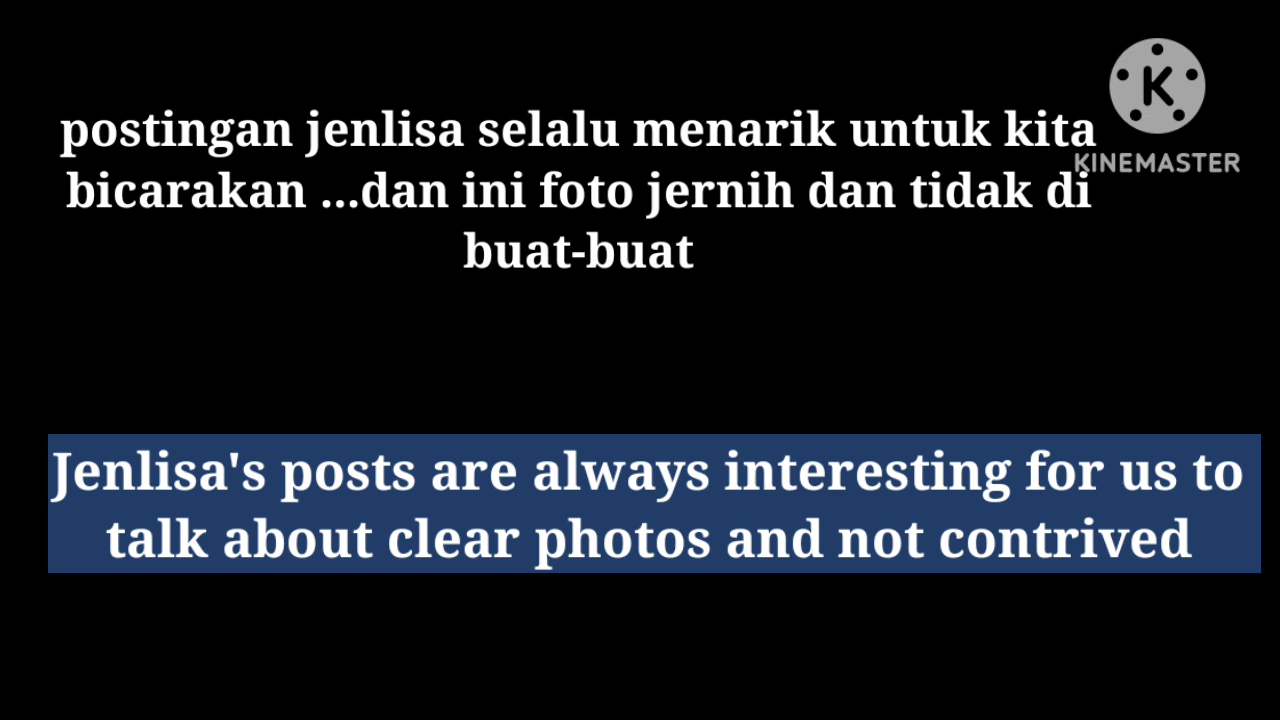 postingan jenlisa selalu menarik untuk kita
bicarakan ...dan ini foto jernih dan tidak di
buat-buat
K
KINEMASTER
Jenlisa's posts are always interesting for us to
talk about clear photos and not contrived